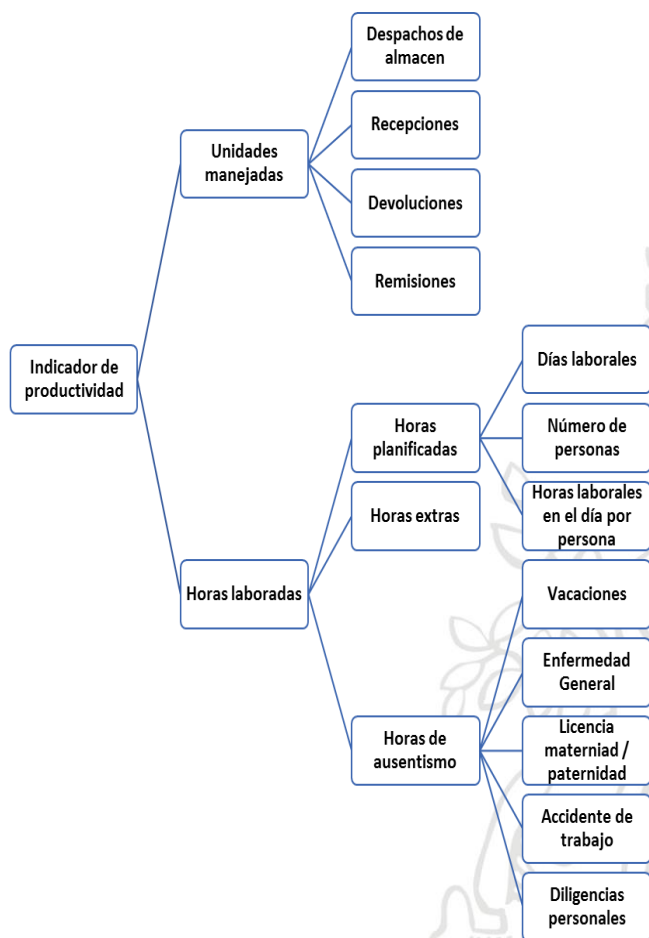 Despachos de
almacen
Recepciones
Unidades
manejadas
Devoluciones
Remisiones
Indicador de
productividad
Días laborales
Horas
planificadas
Número de
personas
Horas extras
Horas laborales
en el día por
persona
Horas laboradas
Vacaciones
Enfermedad
General
Horas de
ausentismo
Licencia
materniad /
paternidad
Accidente de
trabajo
Diligencias
personales